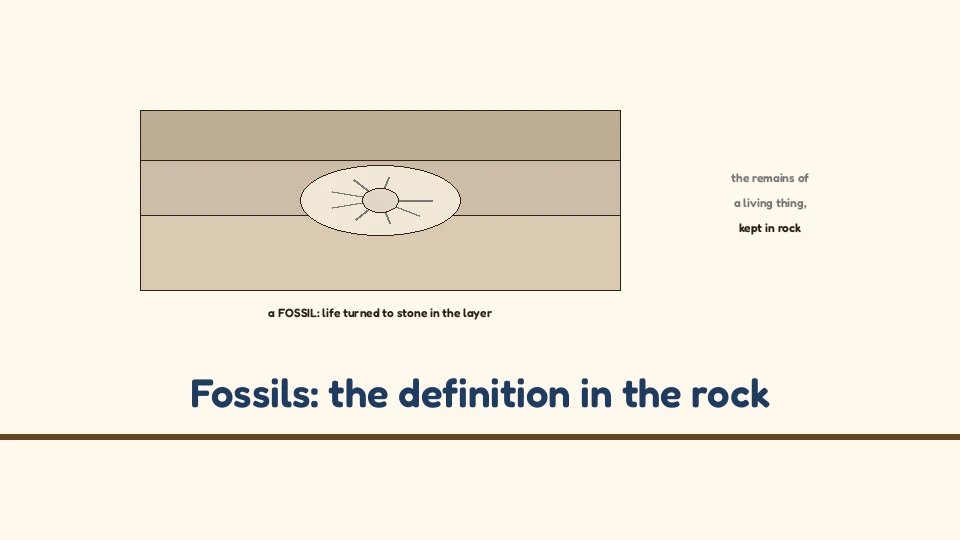 the remains of
a living thing,
kept in rock
a FOSSIL: life turned to stone in the layer
Fossils: the definition in the rock